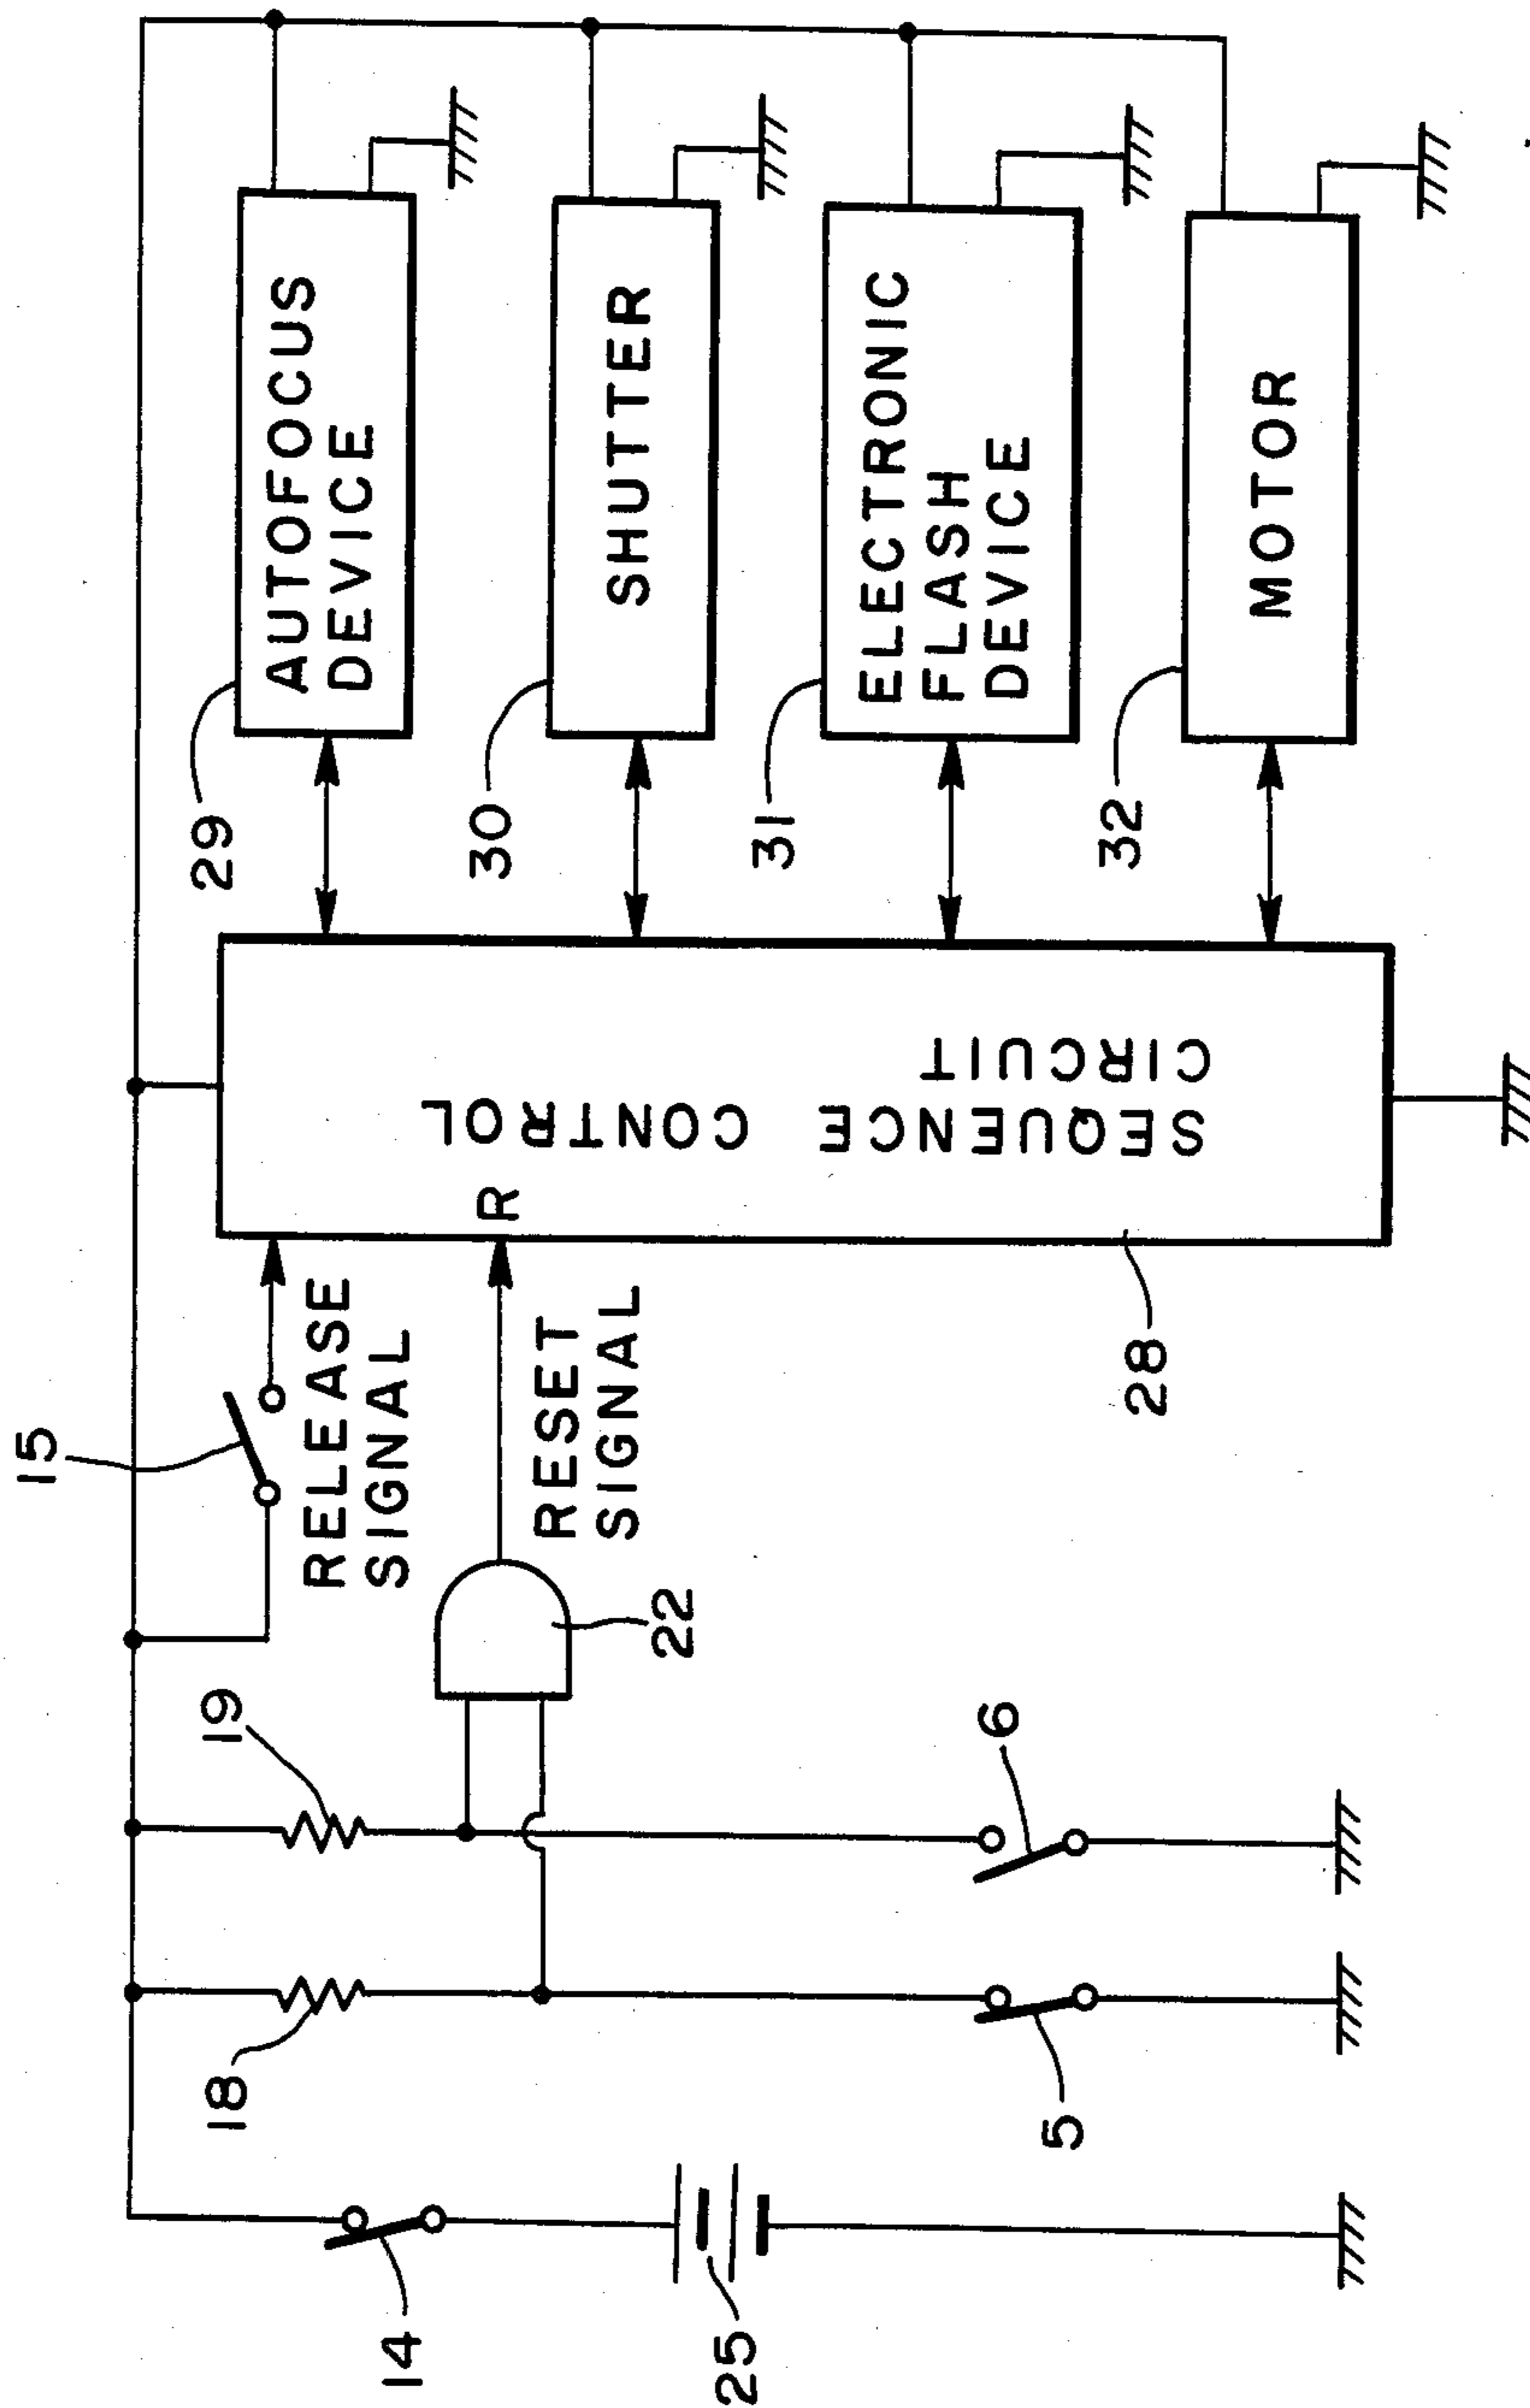 15
RELEASE
SIGNAL
14
18
19
RESET
SIGNAL
R
22
25
5
6
28
SEQUENCE CONTROL
CIRCUIT
29
AUTOFOCUS
DEVICE
30
SHUTTER
31
ELECTRONIC
FLASH
DEVICE
32
MOTOR